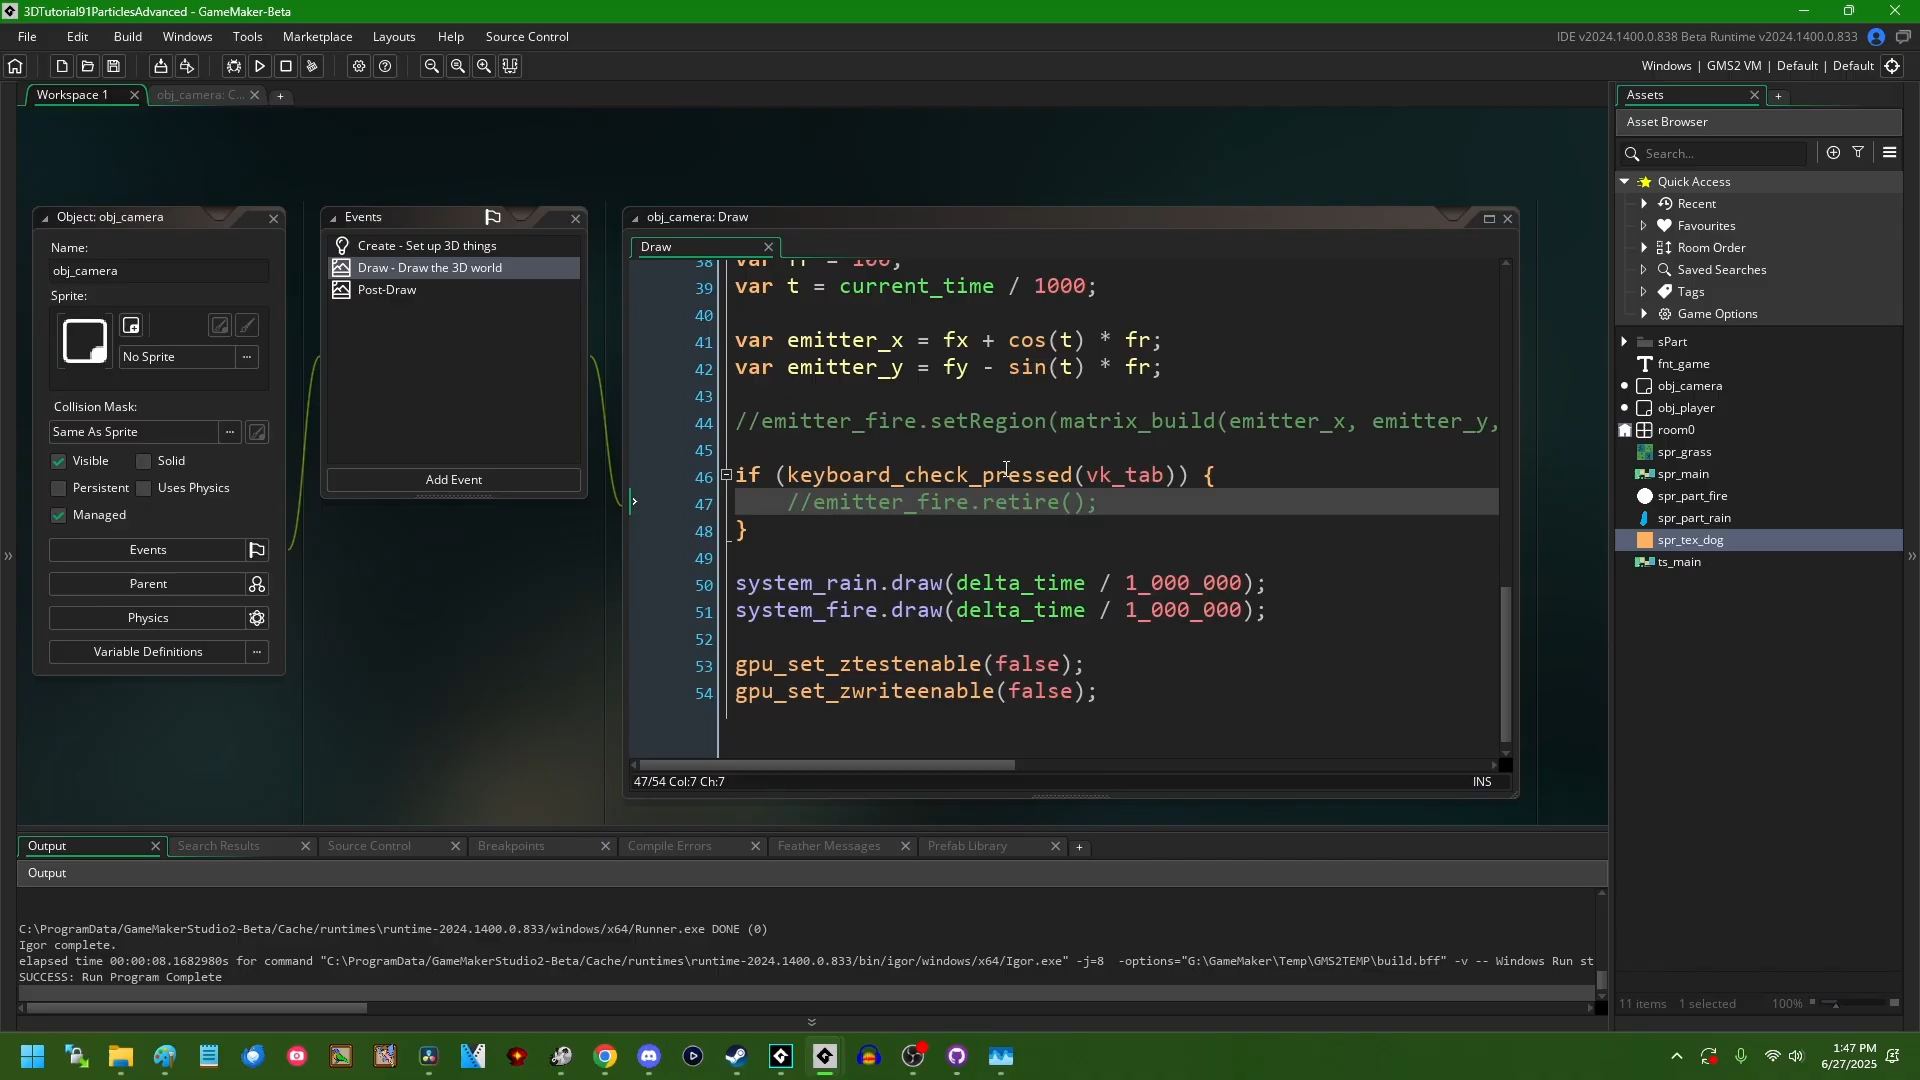 3DTutorial91ParticlesAdvanced - GameMaker-Beta
File Edit Build Windows Tools Marketplace Layouts Help Source Control
IDE v2024.1400.0.838 Beta Runtime v2024.1400.0.833
Windows | GMS2 VM | Default | Default
Workspace 1
obj_camera: C...
Object: obj_camera
Name:
obj_camera
Sprite:
No Sprite
Collision Mask:
Same As Sprite
Visible Solid
Persistent Uses Physics
Managed
Events
Parent
Physics
Variable Definitions
Events
Create - Set up 3D things
Draw - Draw the 3D world
Post-Draw
Add Event
obj_camera: Draw
Draw
38 var fr = 100;
39 var t = current_time / 1000;
40
41 var emitter_x = fx + cos(t) * fr;
42 var emitter_y = fy - sin(t) * fr;
43
44 //emitter_fire.setRegion(matrix_build(emitter_x, emitter_y,
45
46 if (keyboard_check_pressed(vk_tab)) {
47 //emitter_fire.retire();
48 }
49
50 system_rain.draw(delta_time / 1_000_000);
51 system_fire.draw(delta_time / 1_000_000);
52
53 gpu_set_ztestenable(false);
54 gpu_set_zwriteenable(false);
47/54 Col:7 Ch:7
INS
Assets
Asset Browser
Search...
Quick Access
Recent
Favourites
Room Order
Saved Searches
Tags
Game Options
sPart
fnt_game
obj_camera
obj_player
room0
spr_grass
spr_main
spr_part_fire
spr_part_rain
spr_tex_dog
ts_main
11 items 1 selected 100%
Output Search Results Source Control Breakpoints Compile Errors Feather Messages Prefab Library
Output
C:\ProgramData/GameMakerStudio2-Beta/Cache/runtimes\runtime-2024.1400.0.833/windows/x64/Runner.exe DONE (0)
Igor complete.
elapsed time 00:00:08.1682980s for command "C:\ProgramData/GameMakerStudio2-Beta/Cache/runtimes\runtime-2024.1400.0.833/bin/igor/windows/x64/Igor.exe" -j=8 -options="G:\GameMaker\Temp\GMS2TEMP\build.bff" -v -- Windows Run st
SUCCESS: Run Program Complete
1:47 PM
6/27/2025